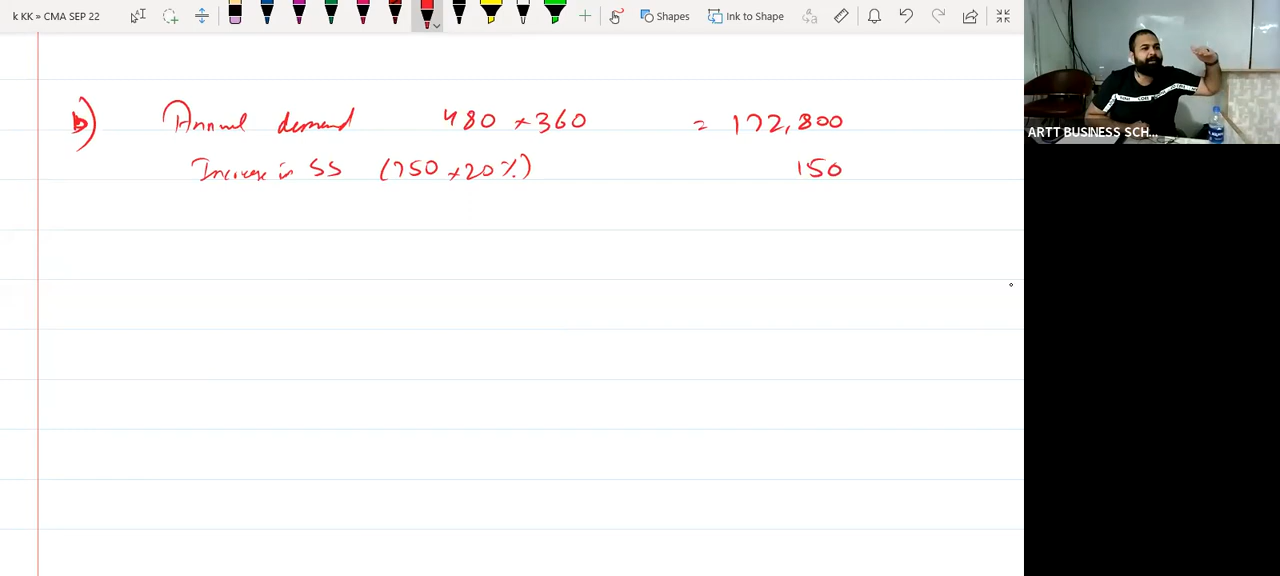 k KK » CMA SEP 22
Shapes
Ink to Shape
ARTT BUSINESS SCH...
b) Annual demand 480 × 360 = 172,800
Increase in SS (750 × 20%) 150